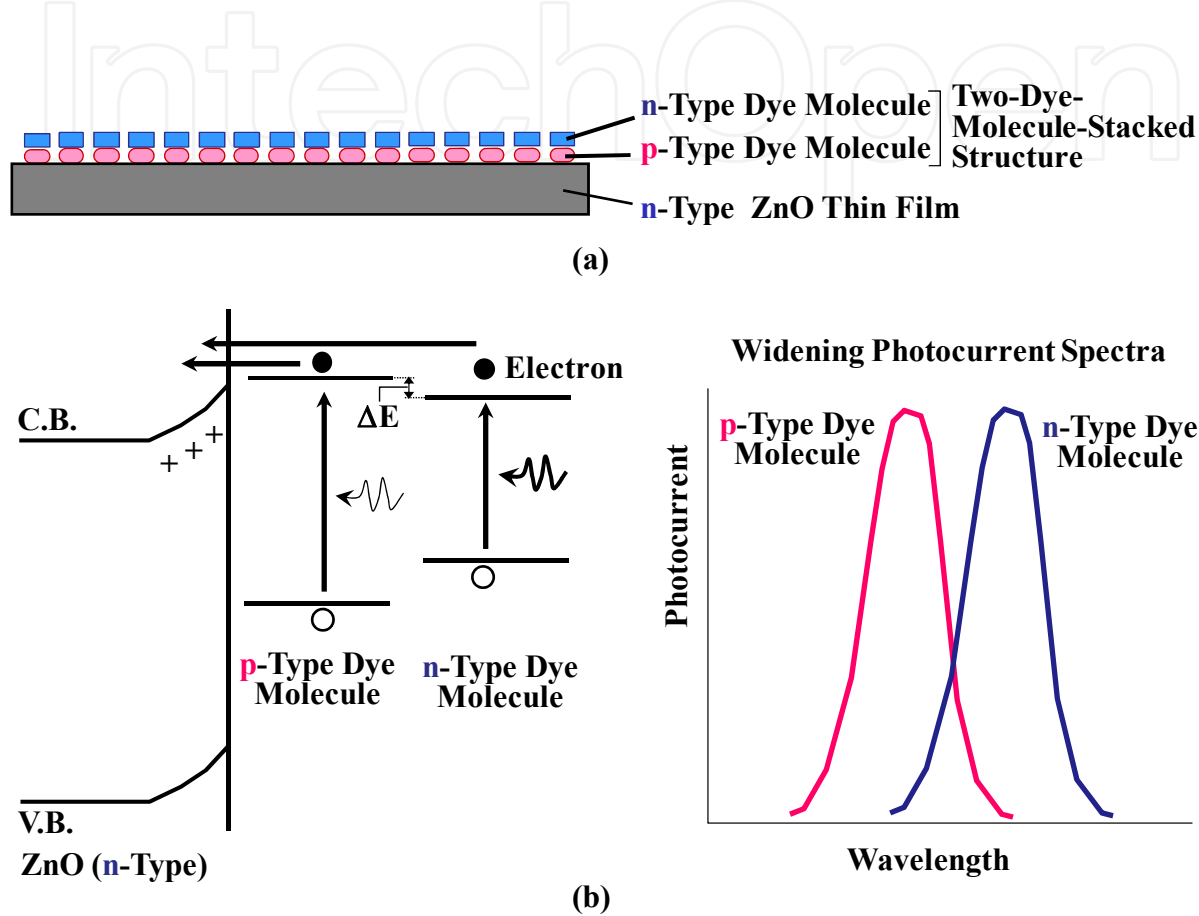 IntechOpen
n-Type Dye Molecule
p-Type Dye Molecule
Two-Dye-
Molecule-Stacked
Structure
n-Type ZnO Thin Film
(a)
Electron
ΔE
C.B.
+ + +
p-Type Dye
Molecule
n-Type Dye
Molecule
V.B.
ZnO (n-Type)
Widening Photocurrent Spectra
p-Type Dye
Molecule
n-Type Dye
Molecule
Photocurrent
Wavelength
(b)